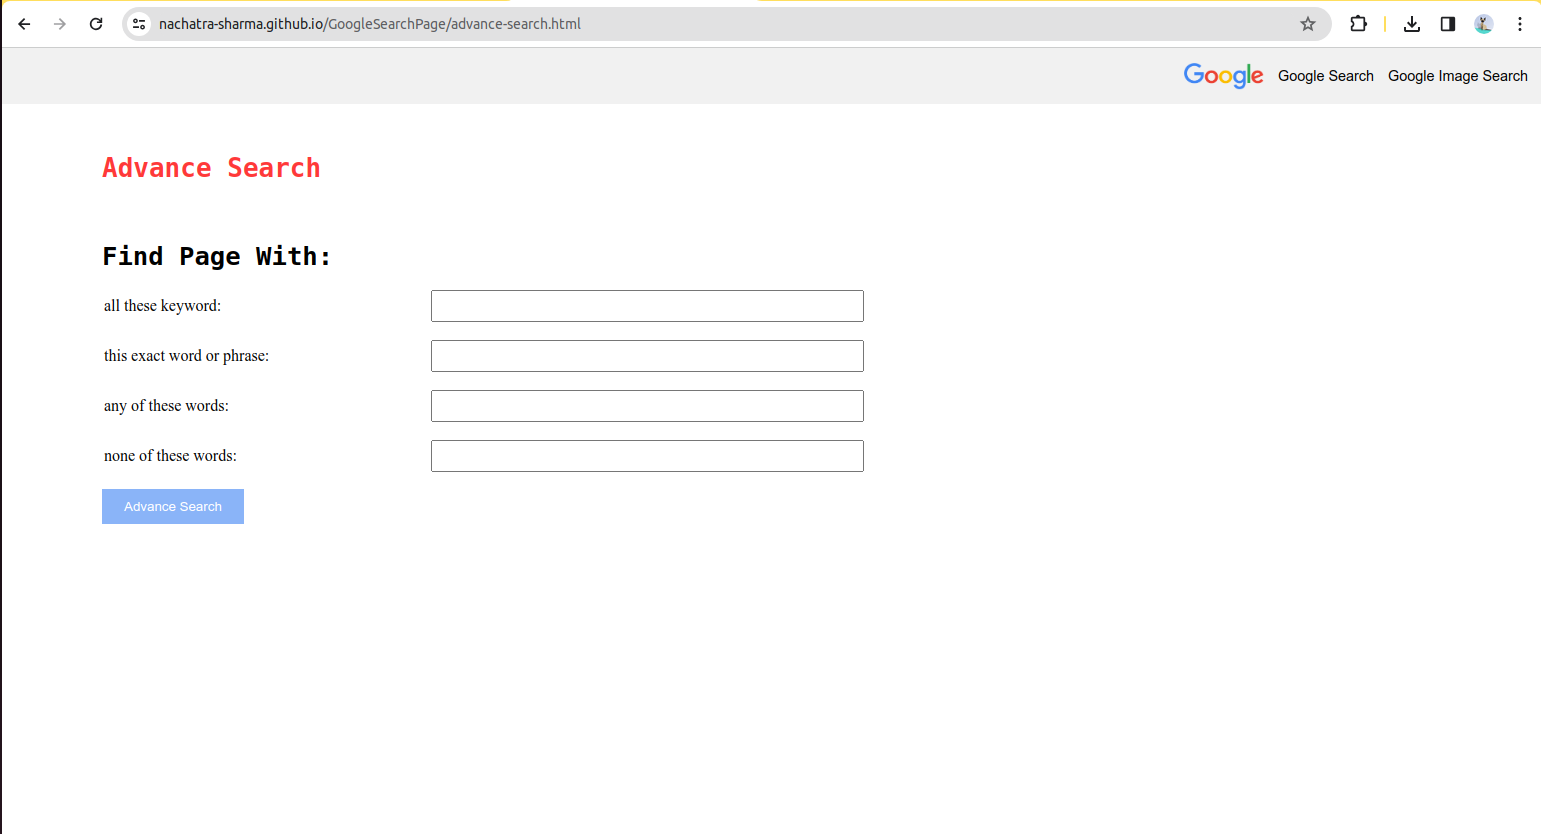 nachatra-sharma.github.io/GoogleSearchPage/advance-search.html
Google Google Search Google Image Search
Advance Search
Find Page With:
all these keyword:
this exact word or phrase:
any of these words:
none of these words:
Advance Search